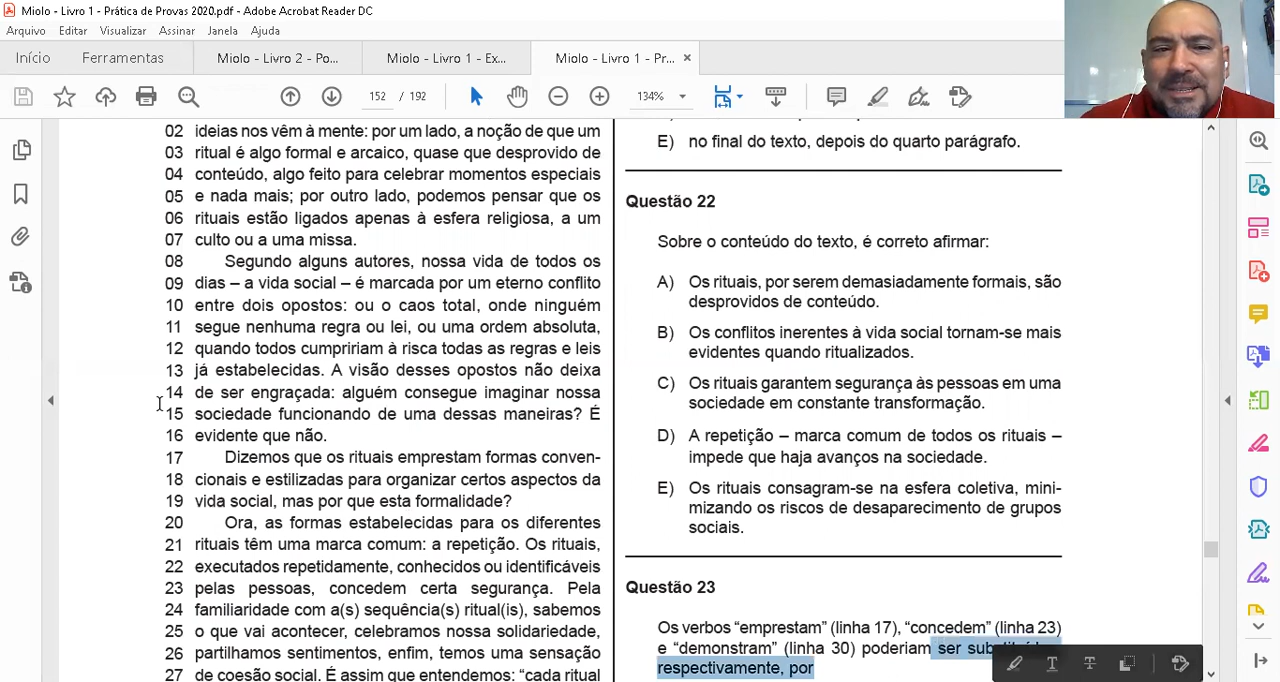 Miolo - Livro 1 - Prática de Provas 2020.pdf - Adobe Acrobat Reader DC
Arquivo Editar Visualizar Assinar Janela Ajuda
Início Ferramentas Miolo - Livro 2 - Po... Miolo - Livro 1 - Ex... Miolo - Livro 1 - Pr... ×
152 / 192 134%
02 ideias nos vêm à mente: por um lado, a noção de que um
03 ritual é algo formal e arcaico, quase que desprovido de
04 conteúdo, algo feito para celebrar momentos especiais
05 e nada mais; por outro lado, podemos pensar que os
06 rituais estão ligados apenas à esfera religiosa, a um
07 culto ou a uma missa.
08 Segundo alguns autores, nossa vida de todos os
09 dias – a vida social – é marcada por um eterno conflito
10 entre dois opostos: ou o caos total, onde ninguém
11 segue nenhuma regra ou lei, ou uma ordem absoluta,
12 quando todos cumpririam à risca todas as regras e leis
13 já estabelecidas. A visão desses opostos não deixa
14 de ser engraçada: alguém consegue imaginar nossa
15 sociedade funcionando de uma dessas maneiras? É
16 evidente que não.
17 Dizemos que os rituais emprestam formas conven-
18 cionais e estilizadas para organizar certos aspectos da
19 vida social, mas por que esta formalidade?
20 Ora, as formas estabelecidas para os diferentes
21 rituais têm uma marca comum: a repetição. Os rituais,
22 executados repetidamente, conhecidos ou identificáveis
23 pelas pessoas, concedem certa segurança. Pela
24 familiaridade com a(s) sequência(s) ritual(is), sabemos
25 o que vai acontecer, celebramos nossa solidariedade,
26 partilhamos sentimentos, enfim, temos uma sensação
27 de coesão social. É assim que entendemos: “cada ritual
E) no final do texto, depois do quarto parágrafo.
Questão 22
Sobre o conteúdo do texto, é correto afirmar:
A) Os rituais, por serem demasiadamente formais, são
desprovidos de conteúdo.
B) Os conflitos inerentes à vida social tornam-se mais
evidentes quando ritualizados.
C) Os rituais garantem segurança às pessoas em uma
sociedade em constante transformação.
D) A repetição – marca comum de todos os rituais –
impede que haja avanços na sociedade.
E) Os rituais consagram-se na esfera coletiva, mini-
mizando os riscos de desaparecimento de grupos
sociais.
Questão 23
Os verbos “emprestam” (linha 17), “concedem” (linha 23)
e “demonstram” (linha 30) poderiam ser
respectivamente, por